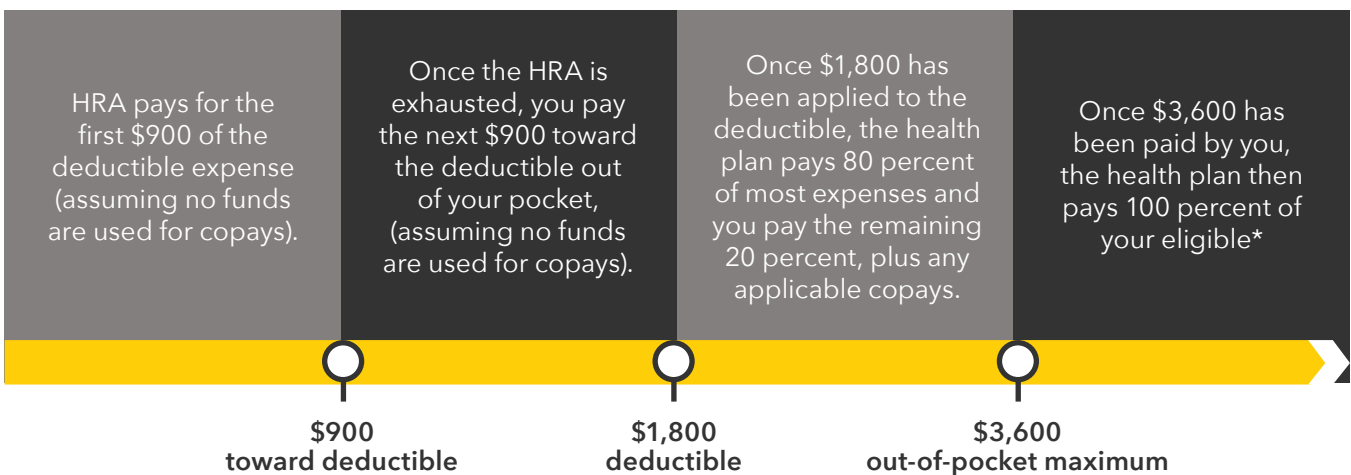 HRA pays for the
first $900 of the
deductible expense
(assuming no funds
are used for copays).
Once the HRA is
exhausted, you pay
the next $900 toward
the deductible out
of your pocket,
(assuming no funds
are used for copays).
Once $1,800 has
been applied to the
deductible, the health
plan pays 80 percent
of most expenses and
you pay the remaining
20 percent, plus any
applicable copays.
Once $3,600 has
been paid by you,
the health plan then
pays 100 percent of
your eligible*
$900
toward deductible
$1,800
deductible
$3,600
out-of-pocket maximum